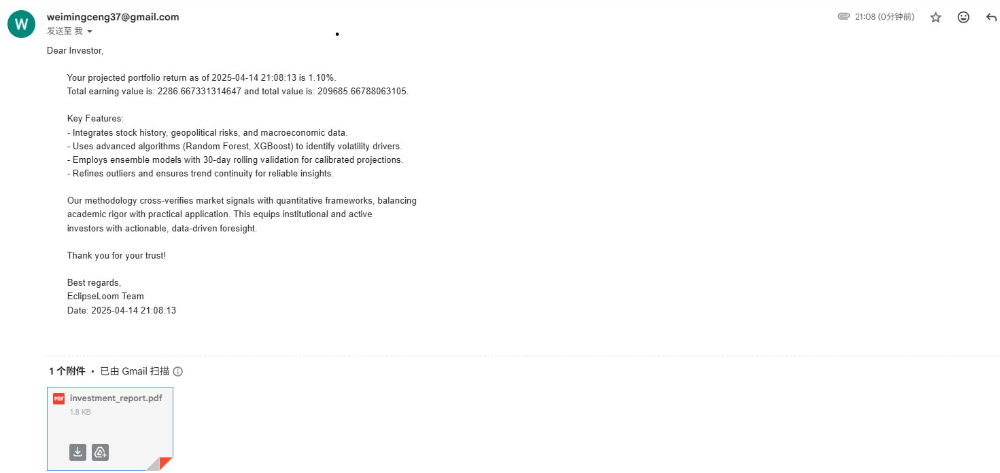 W
weimingceng37@gmail.com
21:08 (0分钟前)
发送至 我
Dear Investor,
Your projected portfolio return as of 2025-04-14 21:08:13 is 1.10%.
Total earning value is: 2286.667331314647 and total value is: 209685.66788063105.
Key Features:
- Integrates stock history, geopolitical risks, and macroeconomic data.
- Uses advanced algorithms (Random Forest, XGBoost) to identify volatility drivers.
- Employs ensemble models with 30-day rolling validation for calibrated projections.
- Refines outliers and ensures trend continuity for reliable insights.
Our methodology cross-verifies market signals with quantitative frameworks, balancing
academic rigor with practical application. This equips institutional and active
investors with actionable, data-driven foresight.
Thank you for your trust!
Best regards,
EclipseLoom Team
Date: 2025-04-14 21:08:13
1 个附件 • 已由 Gmail 扫描
PDF investment_report.pdf
1.8 KB